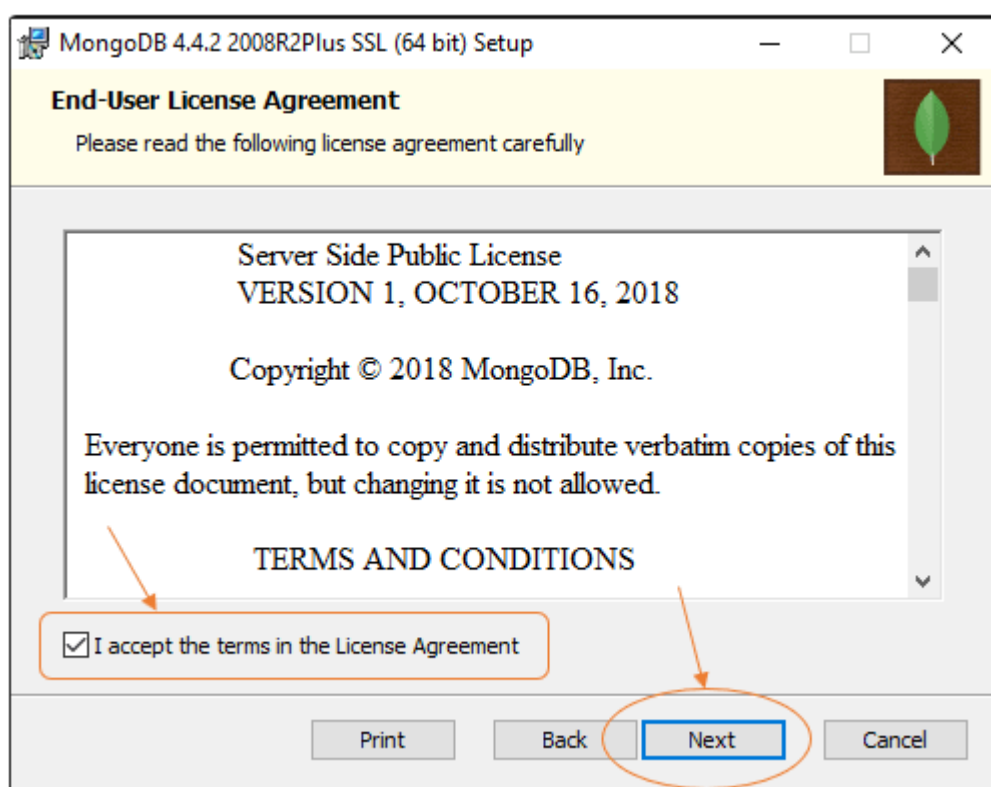 MongoDB 4.4.2 2008R2Plus SSL (64 bit) Setup
End-User License Agreement
Please read the following license agreement carefully
Server Side Public License
VERSION 1, OCTOBER 16, 2018
Copyright © 2018 MongoDB, Inc.
Everyone is permitted to copy and distribute verbatim copies of this
license document, but changing it is not allowed.
TERMS AND CONDITIONS
I accept the terms in the License Agreement
Print Back Next Cancel